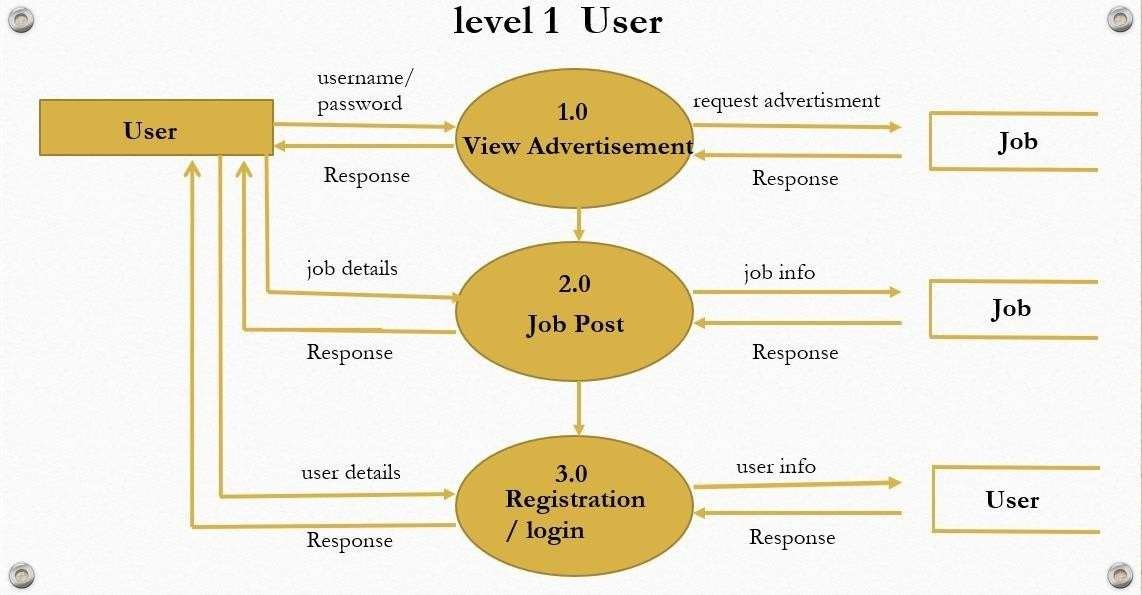 level 1 User
username/
password
User
1.0
View Advertisement
request advertisment
Job
Response
Response
job details
2.0
Job Post
job info
Job
Response
Response
user details
3.0
Registration
/ login
user info
User
Response
Response